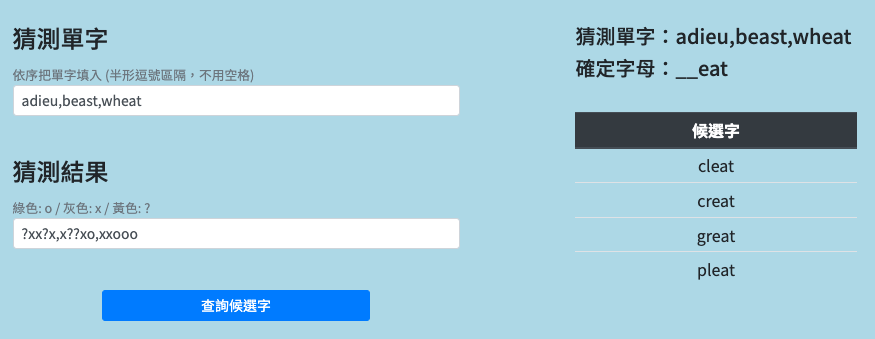 猜測單字
依序把單字填入 (半形逗號區隔，不用空格)
adieu,beast,wheat
猜測結果
綠色: o / 灰色: x / 黃色: ?
?xx?x,x??xo,xxooo
查詢候選字
猜測單字：adieu,beast,wheat
確定字母：__eat
候選字
cleat
creat
great
pleat